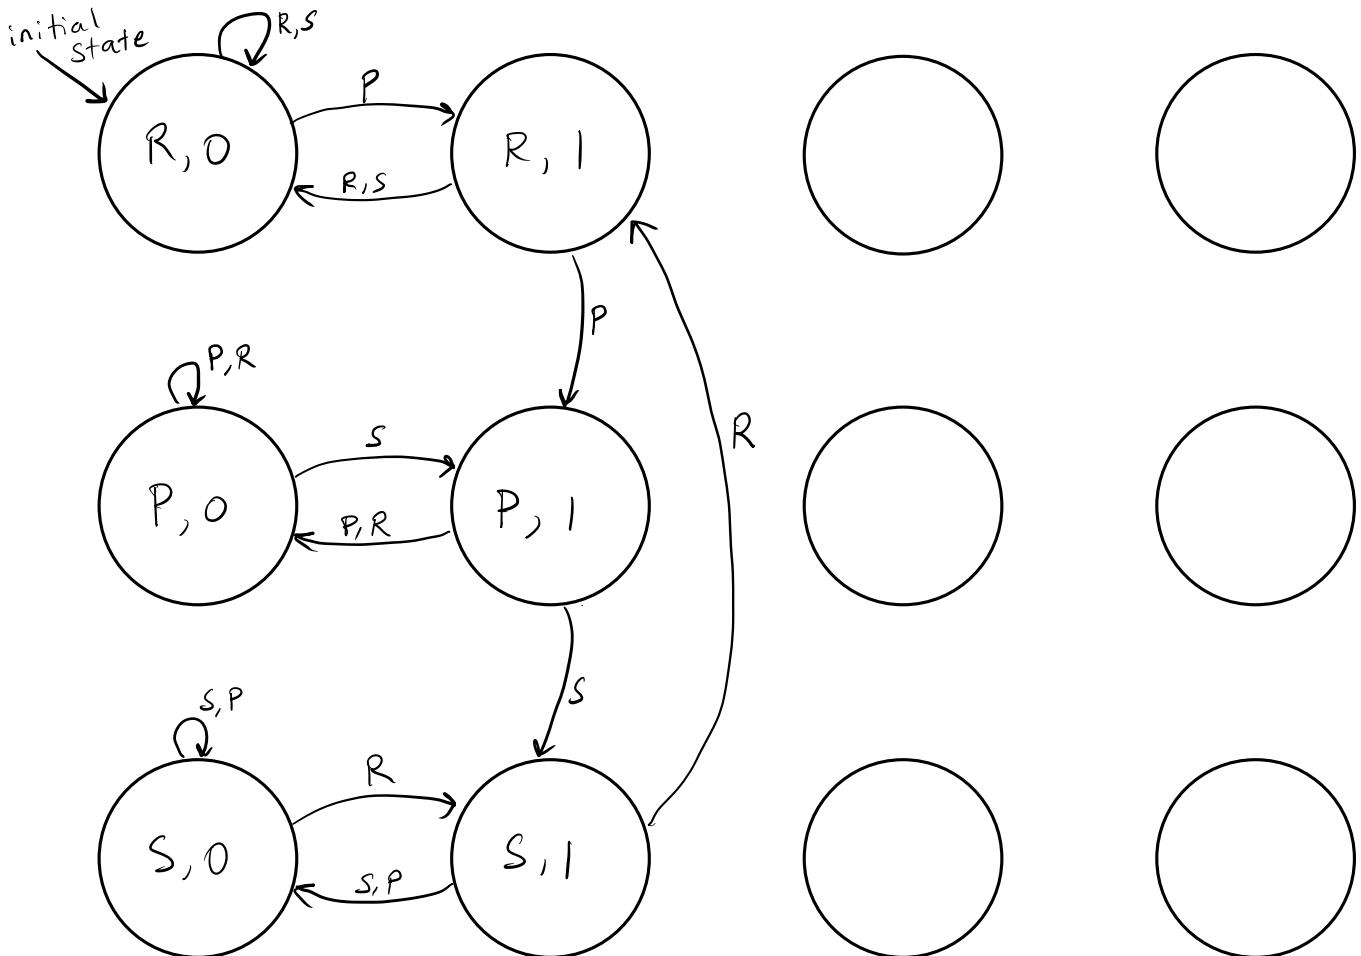 initial
state
R,S
P
R,0
R,1
R,S
P
P,R
R
S
P,0
P,1
P,R
S
S,P
R
S,0
S,1
S,P